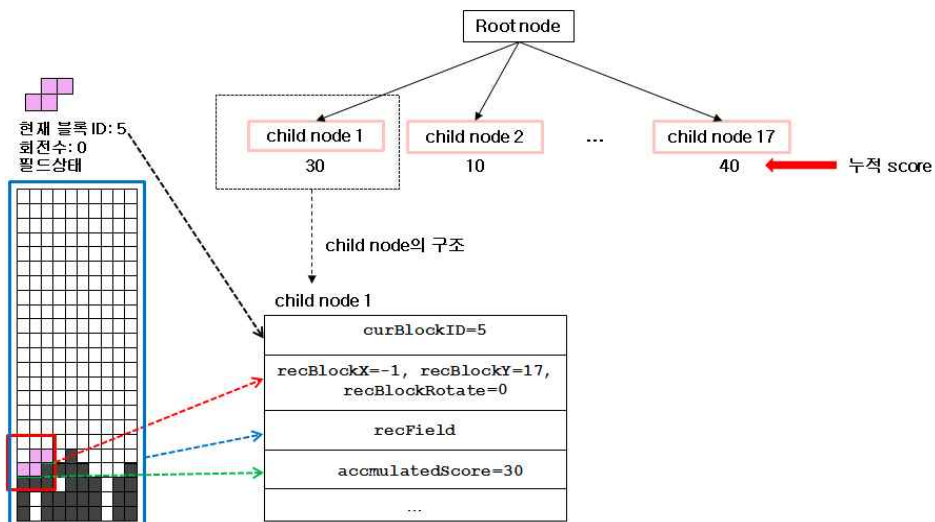 Root node
child node 1
child node 2
...
child node 17
30
10
40
누적 score
현재 블록 ID: 5
회전수: 0
필드상태
child node의 구조
child node 1
curBlockID=5
recBlockX=-1, recBlockY=17,
recBlockRotate=0
recField
accmulatedScore=30
...